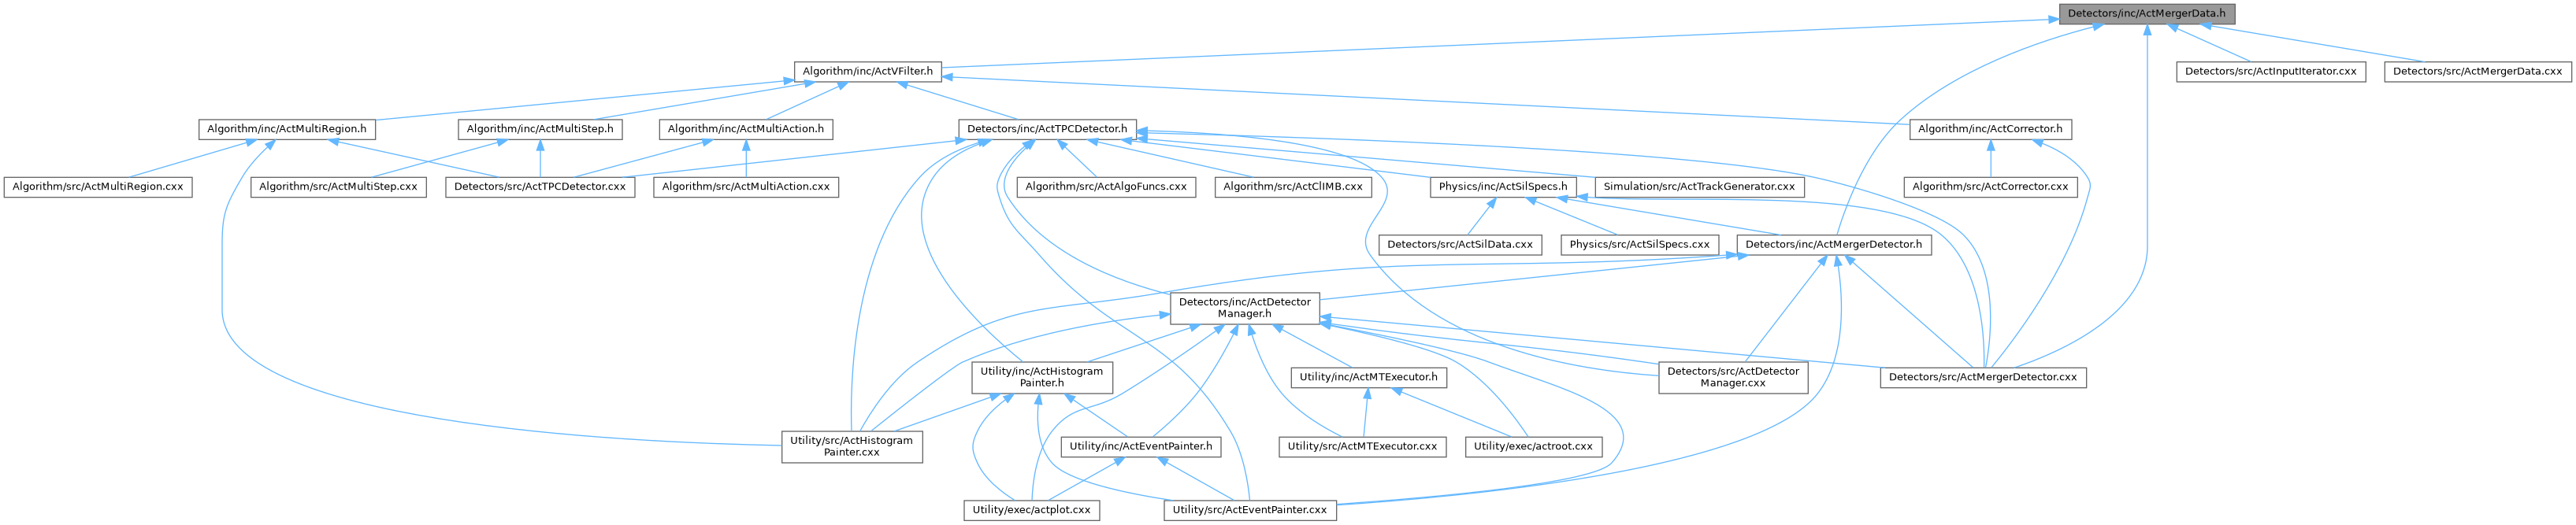 Detectors/inc/ActMergerData.h
Algorithm/inc/ActVFilter.h
Detectors/src/ActInputIterator.cxx
Detectors/src/ActMergerData.cxx
Algorithm/inc/ActMultiRegion.h
Algorithm/inc/ActMultiStep.h
Algorithm/inc/ActMultiAction.h
Detectors/inc/ActTPCDetector.h
Algorithm/inc/ActCorrector.h
Algorithm/src/ActMultiRegion.cxx
Algorithm/src/ActMultiStep.cxx
Detectors/src/ActTPCDetector.cxx
Algorithm/src/ActMultiAction.cxx
Algorithm/src/ActAlgoFuncs.cxx
Algorithm/src/ActClIMB.cxx
Physics/inc/ActSilSpecs.h
Simulation/src/ActTrackGenerator.cxx
Algorithm/src/ActCorrector.cxx
Detectors/src/ActSilData.cxx
Physics/src/ActSilSpecs.cxx
Detectors/inc/ActMergerDetector.h
Detectors/inc/ActDetector
Manager.h
Utility/inc/ActHistogram
Painter.h
Utility/inc/ActMTExecutor.h
Detectors/src/ActDetector
Manager.cxx
Detectors/src/ActMergerDetector.cxx
Utility/src/ActHistogram
Painter.cxx
Utility/inc/ActEventPainter.h
Utility/src/ActMTExecutor.cxx
Utility/exec/actroot.cxx
Utility/exec/actplot.cxx
Utility/src/ActEventPainter.cxx